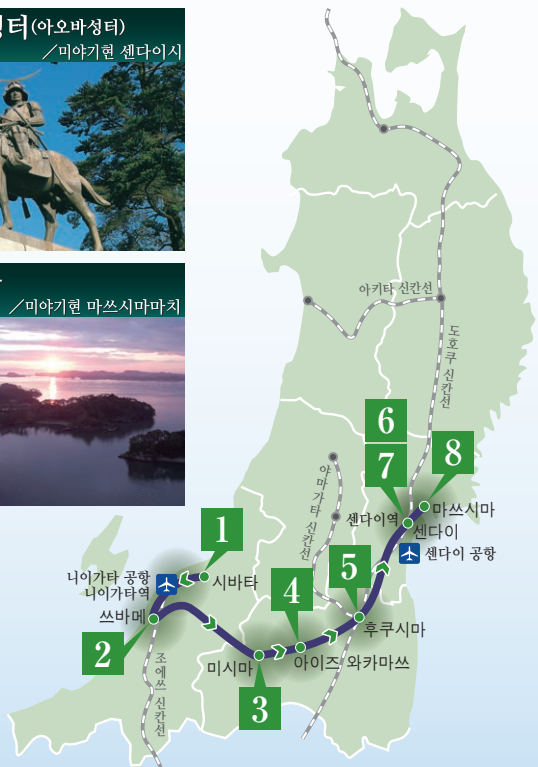 터(아오바성터)
／미야기현 센다이시
／미야기현 마쓰시마마치
아키타 신칸선
도호쿠 신칸선
야마가타 신칸선
6
7
8
센다이역
마쓰시마
센다이
센다이 공항
1
니이가타 공항
니이가타역
시바타
쓰바메
2
조에쓰 신칸선
미시마
3
4
아이즈 와카마쓰
5
후쿠시마